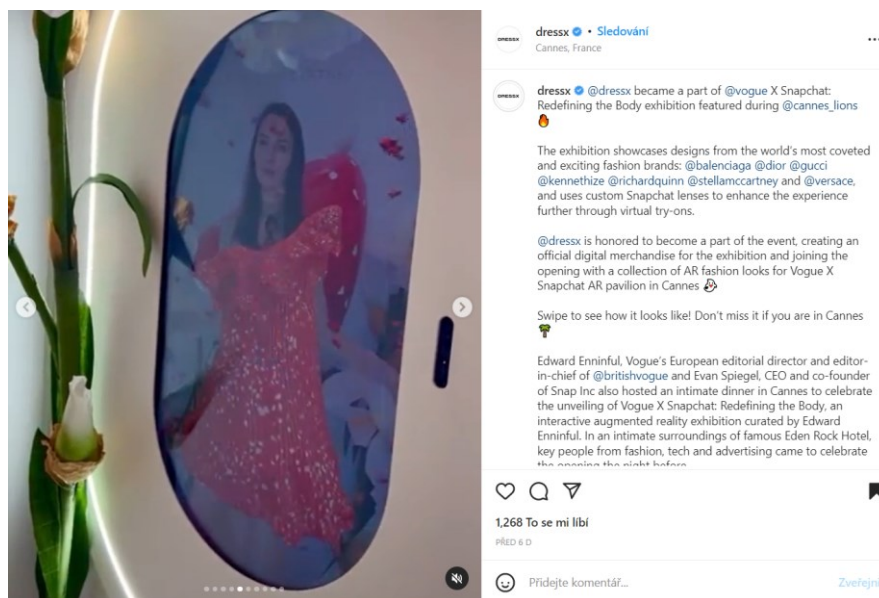 DRESSX
dressx • Sledování
Cannes, France
DRESSX
dressx @dressx became a part of @vogue X Snapchat:
Redefining the Body exhibition featured during @cannes_lions
🔥
The exhibition showcases designs from the world's most coveted
and exciting fashion brands: @balenciaga @dior @gucci
@kennethize @richardquinn @stellamccartney and @versace,
and uses custom Snapchat lenses to enhance the experience
further through virtual try-ons.
@dressx is honored to become a part of the event, creating an
official digital merchandise for the exhibition and joining the
opening with a collection of AR fashion looks for Vogue X
Snapchat AR pavilion in Cannes
Swipe to see how it looks like! Don't miss it if you are in Cannes
🌴
Edward Enninful, Vogue's European editorial director and editor-
in-chief of @britishvogue and Evan Spiegel, CEO and co-founder
of Snap Inc also hosted an intimate dinner in Cannes to celebrate
the unveiling of Vogue X Snapchat: Redefining the Body, an
interactive augmented reality exhibition curated by Edward
Enninful. In an intimate surroundings of famous Eden Rock Hotel,
key people from fashion, tech and advertising came to celebrate
the opening the night before.
1,268 To se mi líbí
PŘED 6 D
Přidejte komentář...
Zveřejni